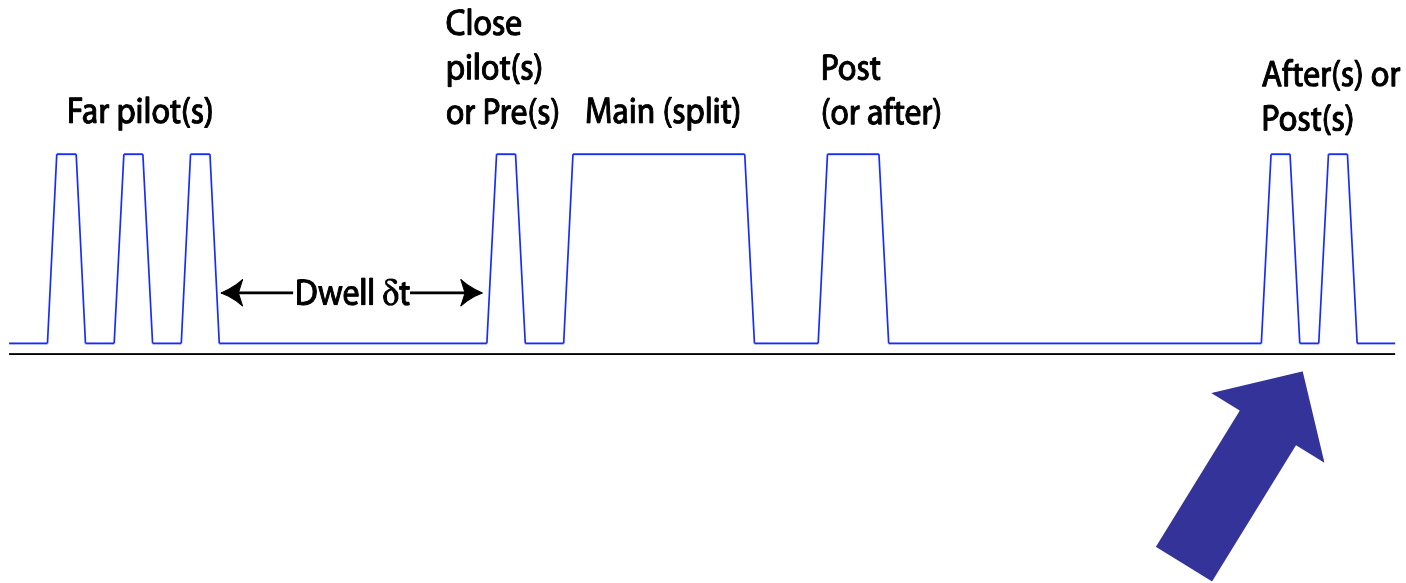 Far pilot(s)
Close
pilot(s)
or Pre(s)
Main (split)
Post
(or after)
After(s) or
Post(s)
Dwell δt